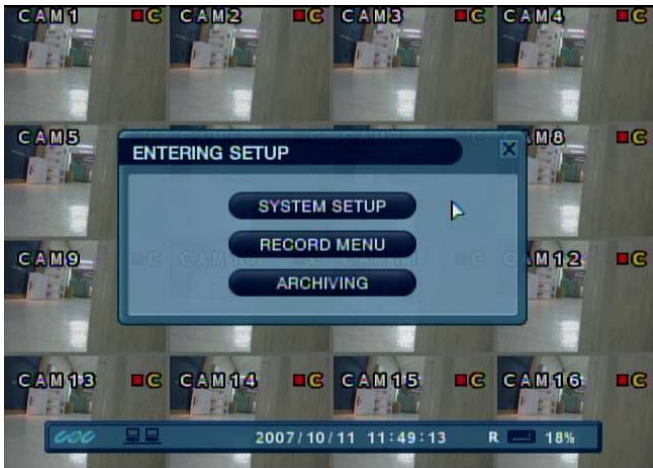 CAM1 C CAM2 C CAM3 C CAM4 C
CAM5 CAM8 C
ENTERING SETUP X
SYSTEM SETUP
RECORD MENU
ARCHIVING
CAM9 C CAM12 C
CAM13 C CAM14 C CAM15 C CAM16 C
2007/10/11 11:49:13 R 18%